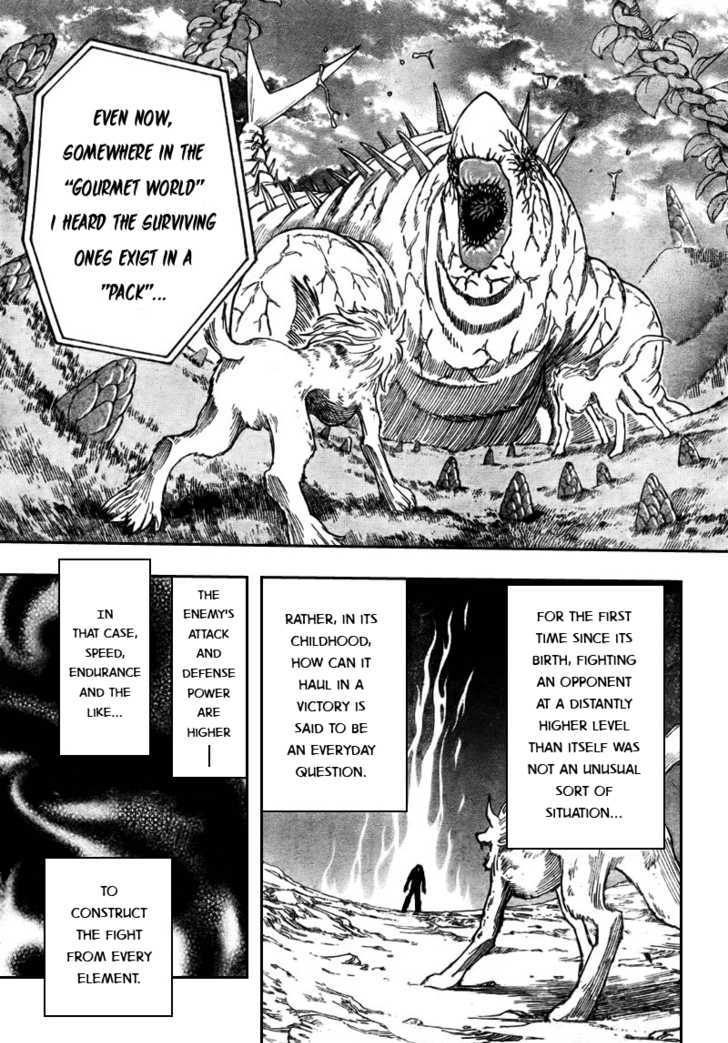 EVEN NOW,
SOMEWHERE IN THE
"GOURMET WORLD"
I HEARD THE SURVIVING
ONES EXIST IN A
"PACK"...
FOR THE FIRST
TIME SINCE ITS
BIRTH, FIGHTING
AN OPPONENT
AT A DISTANTLY
HIGHER LEVEL
THAN ITSELF WAS
NOT AN UNUSUAL
SORT OF
SITUATION...
RATHER, IN ITS
CHILDHOOD,
HOW CAN IT
HAUL IN A
VICTORY IS
SAID TO BE
AN EVERYDAY
QUESTION.
THE
ENEMY'S
ATTACK
AND
DEFENSE
POWER
ARE
HIGHER
—
IN
THAT CASE,
SPEED,
ENDURANCE
AND THE
LIKE...
TO
CONSTRUCT
THE FIGHT
FROM EVERY
ELEMENT.